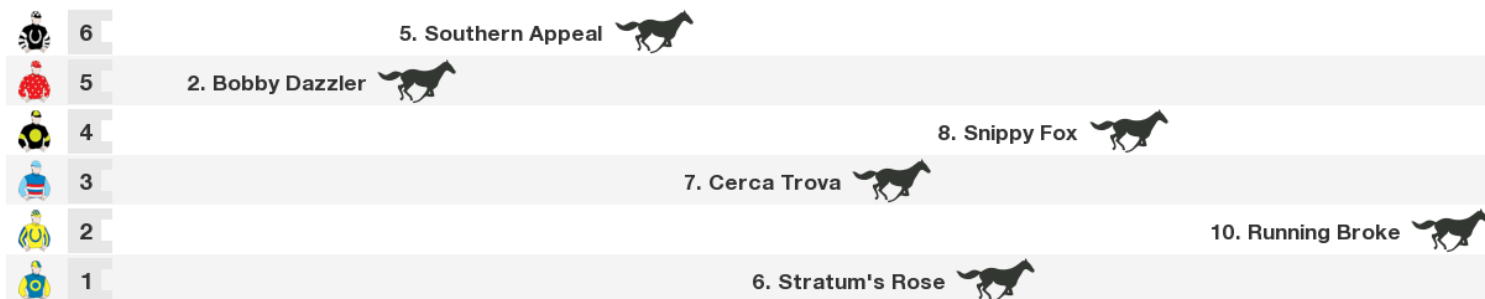 6 5. Southern Appeal
5 2. Bobby Dazzler
4 8. Snippy Fox
3 7. Cerca Trova
2 10. Running Broke
1 6. Stratum's Rose